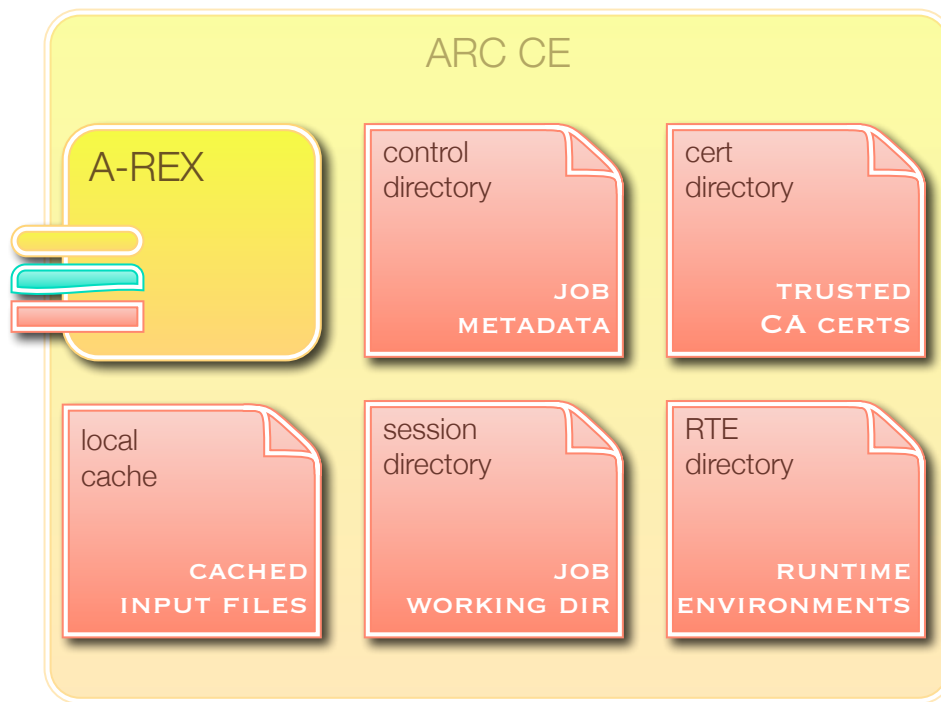 ARC CE
A-REX
control
directory
JOB
METADATA
cert
directory
TRUSTED
CA CERTS
local
cache
CACHED
INPUT FILES
session
directory
JOB
WORKING DIR
RTE
directory
RUNTIME
ENVIRONMENTS